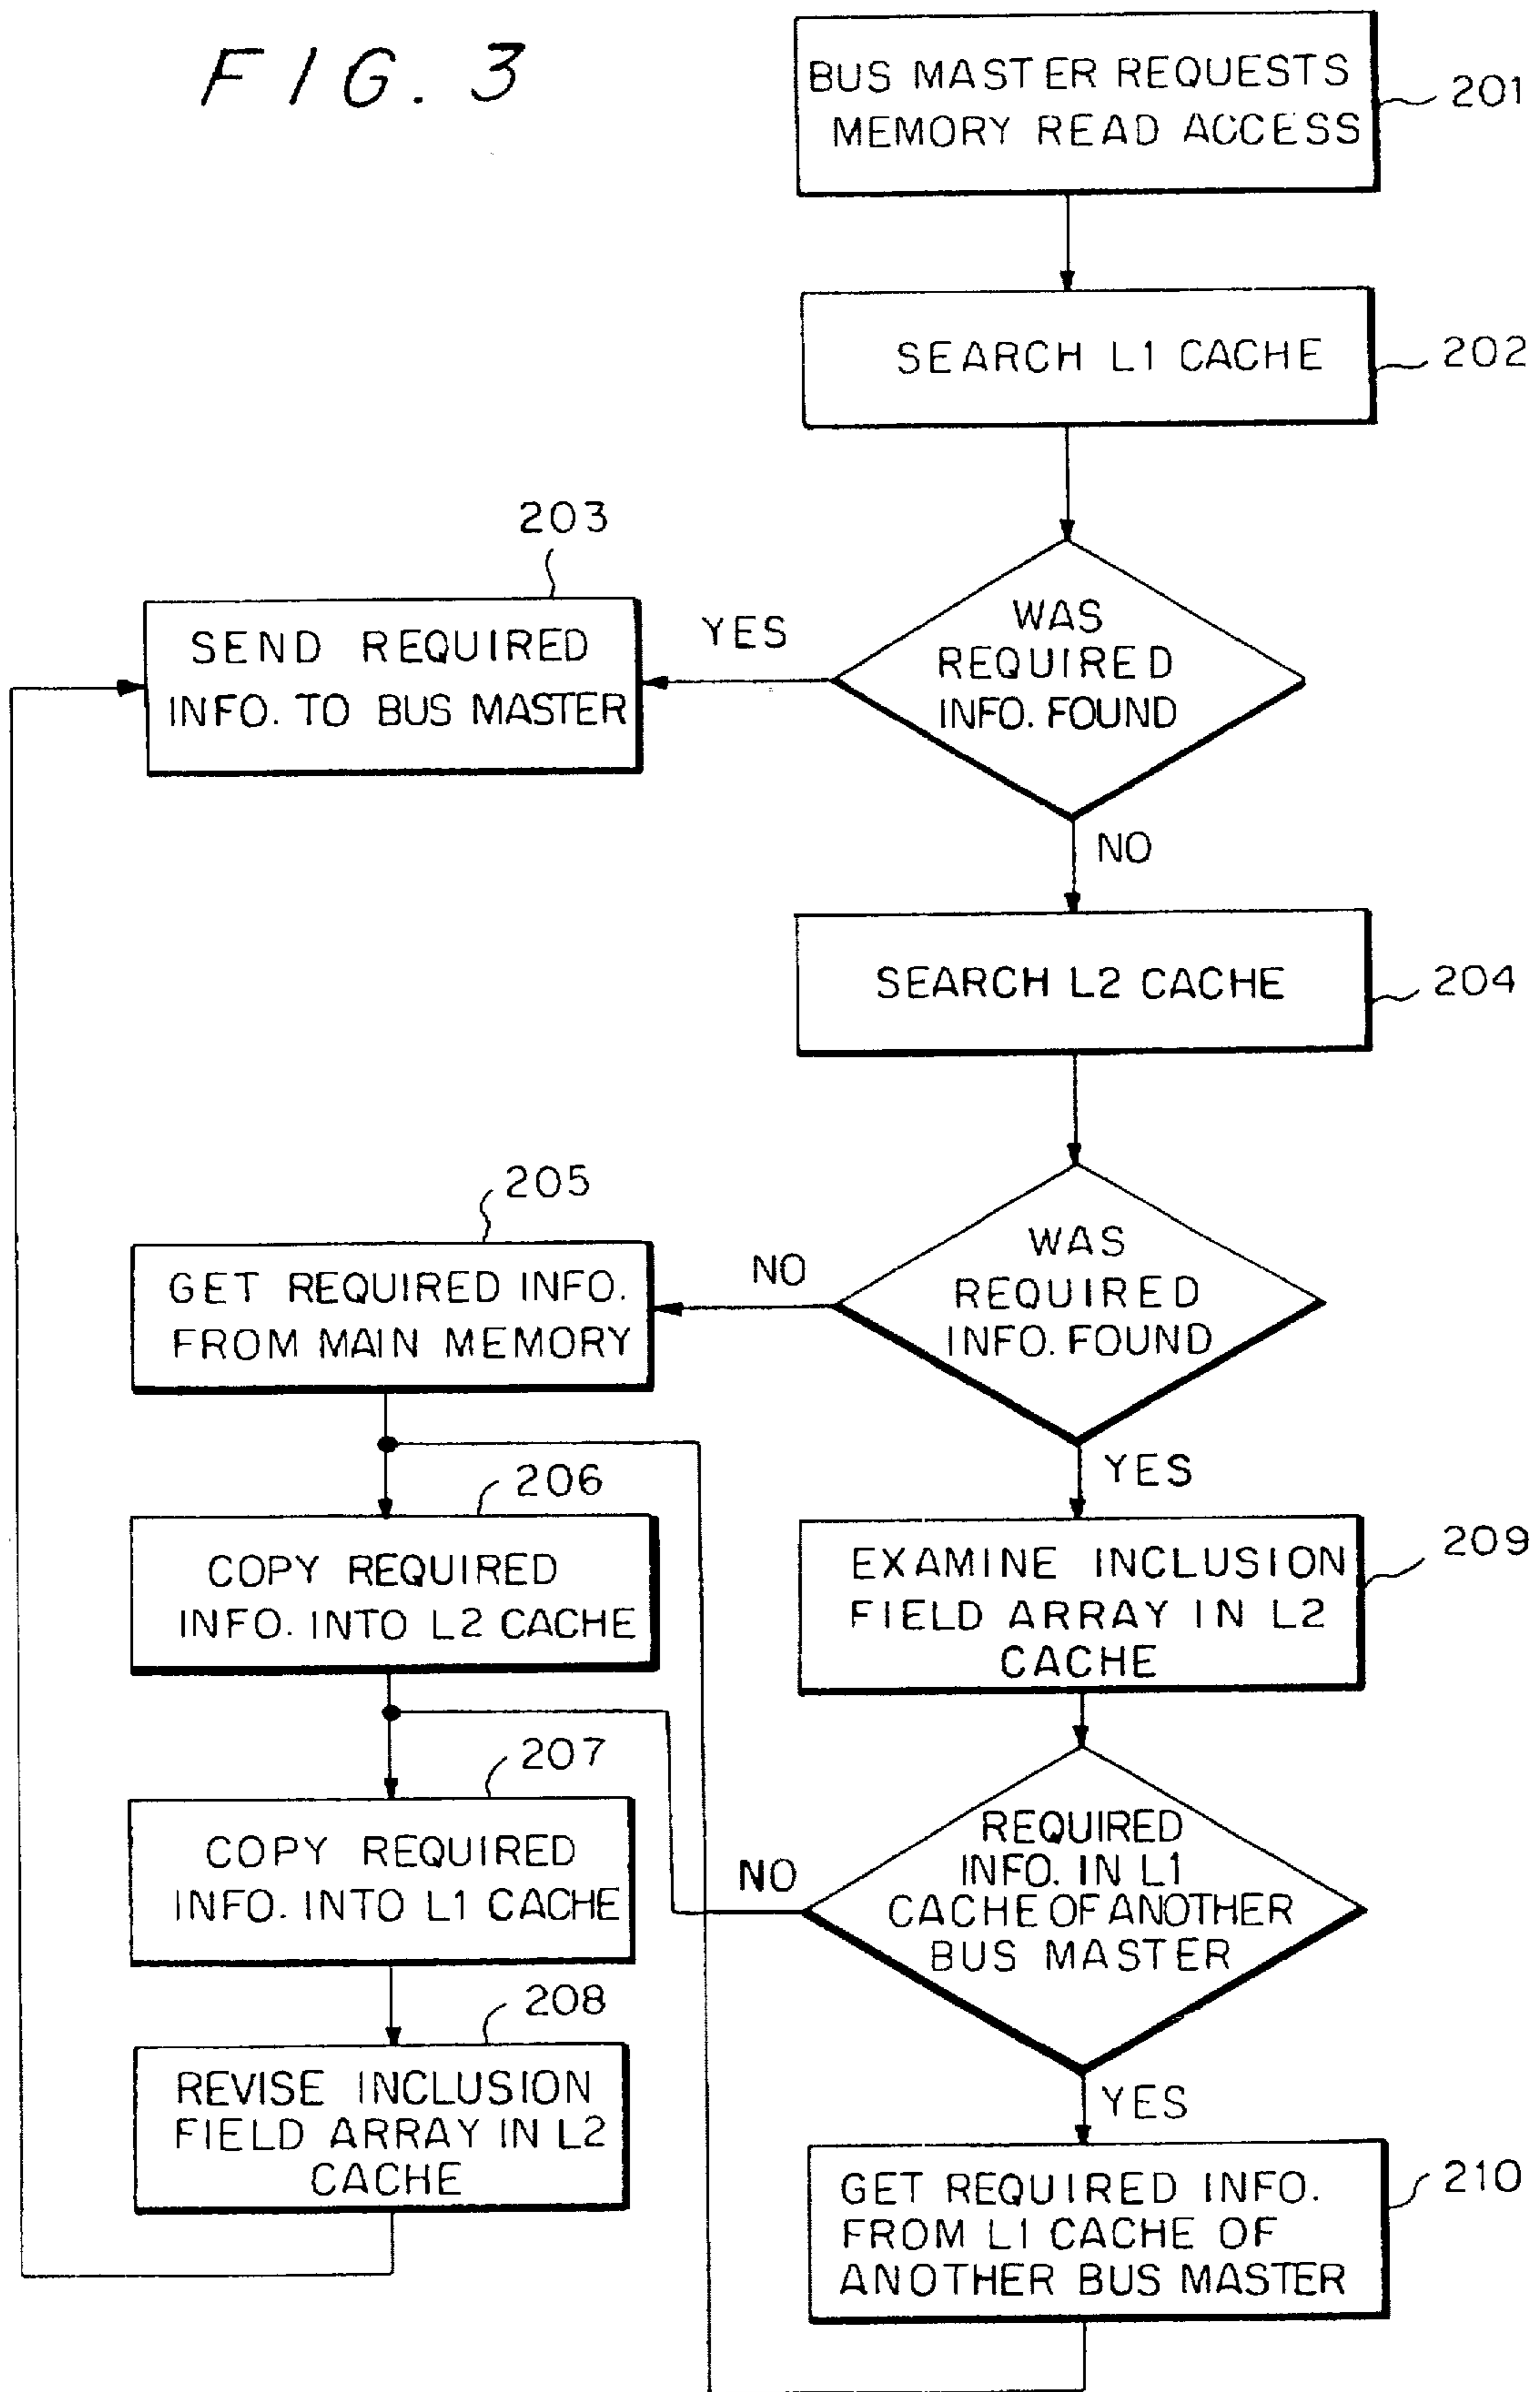 FIG. 3
BUS MASTER REQUESTS
MEMORY READ ACCESS
201
SEARCH L1 CACHE
202
203
SEND REQUIRED
INFO. TO BUS MASTER
YES
WAS
REQUIRED
INFO. FOUND
NO
SEARCH L2 CACHE
204
205
GET REQUIRED INFO.
FROM MAIN MEMORY
NO
WAS
REQUIRED
INFO. FOUND
YES
206
COPY REQUIRED
INFO. INTO L2 CACHE
EXAMINE INCLUSION
FIELD ARRAY IN L2
CACHE
209
207
COPY REQUIRED
INFO. INTO L1 CACHE
NO
REQUIRED
INFO. IN L1
CACHE OF ANOTHER
BUS MASTER
208
REVISE INCLUSION
FIELD ARRAY IN L2
CACHE
YES
GET REQUIRED INFO.
FROM L1 CACHE OF
ANOTHER BUS MASTER
210